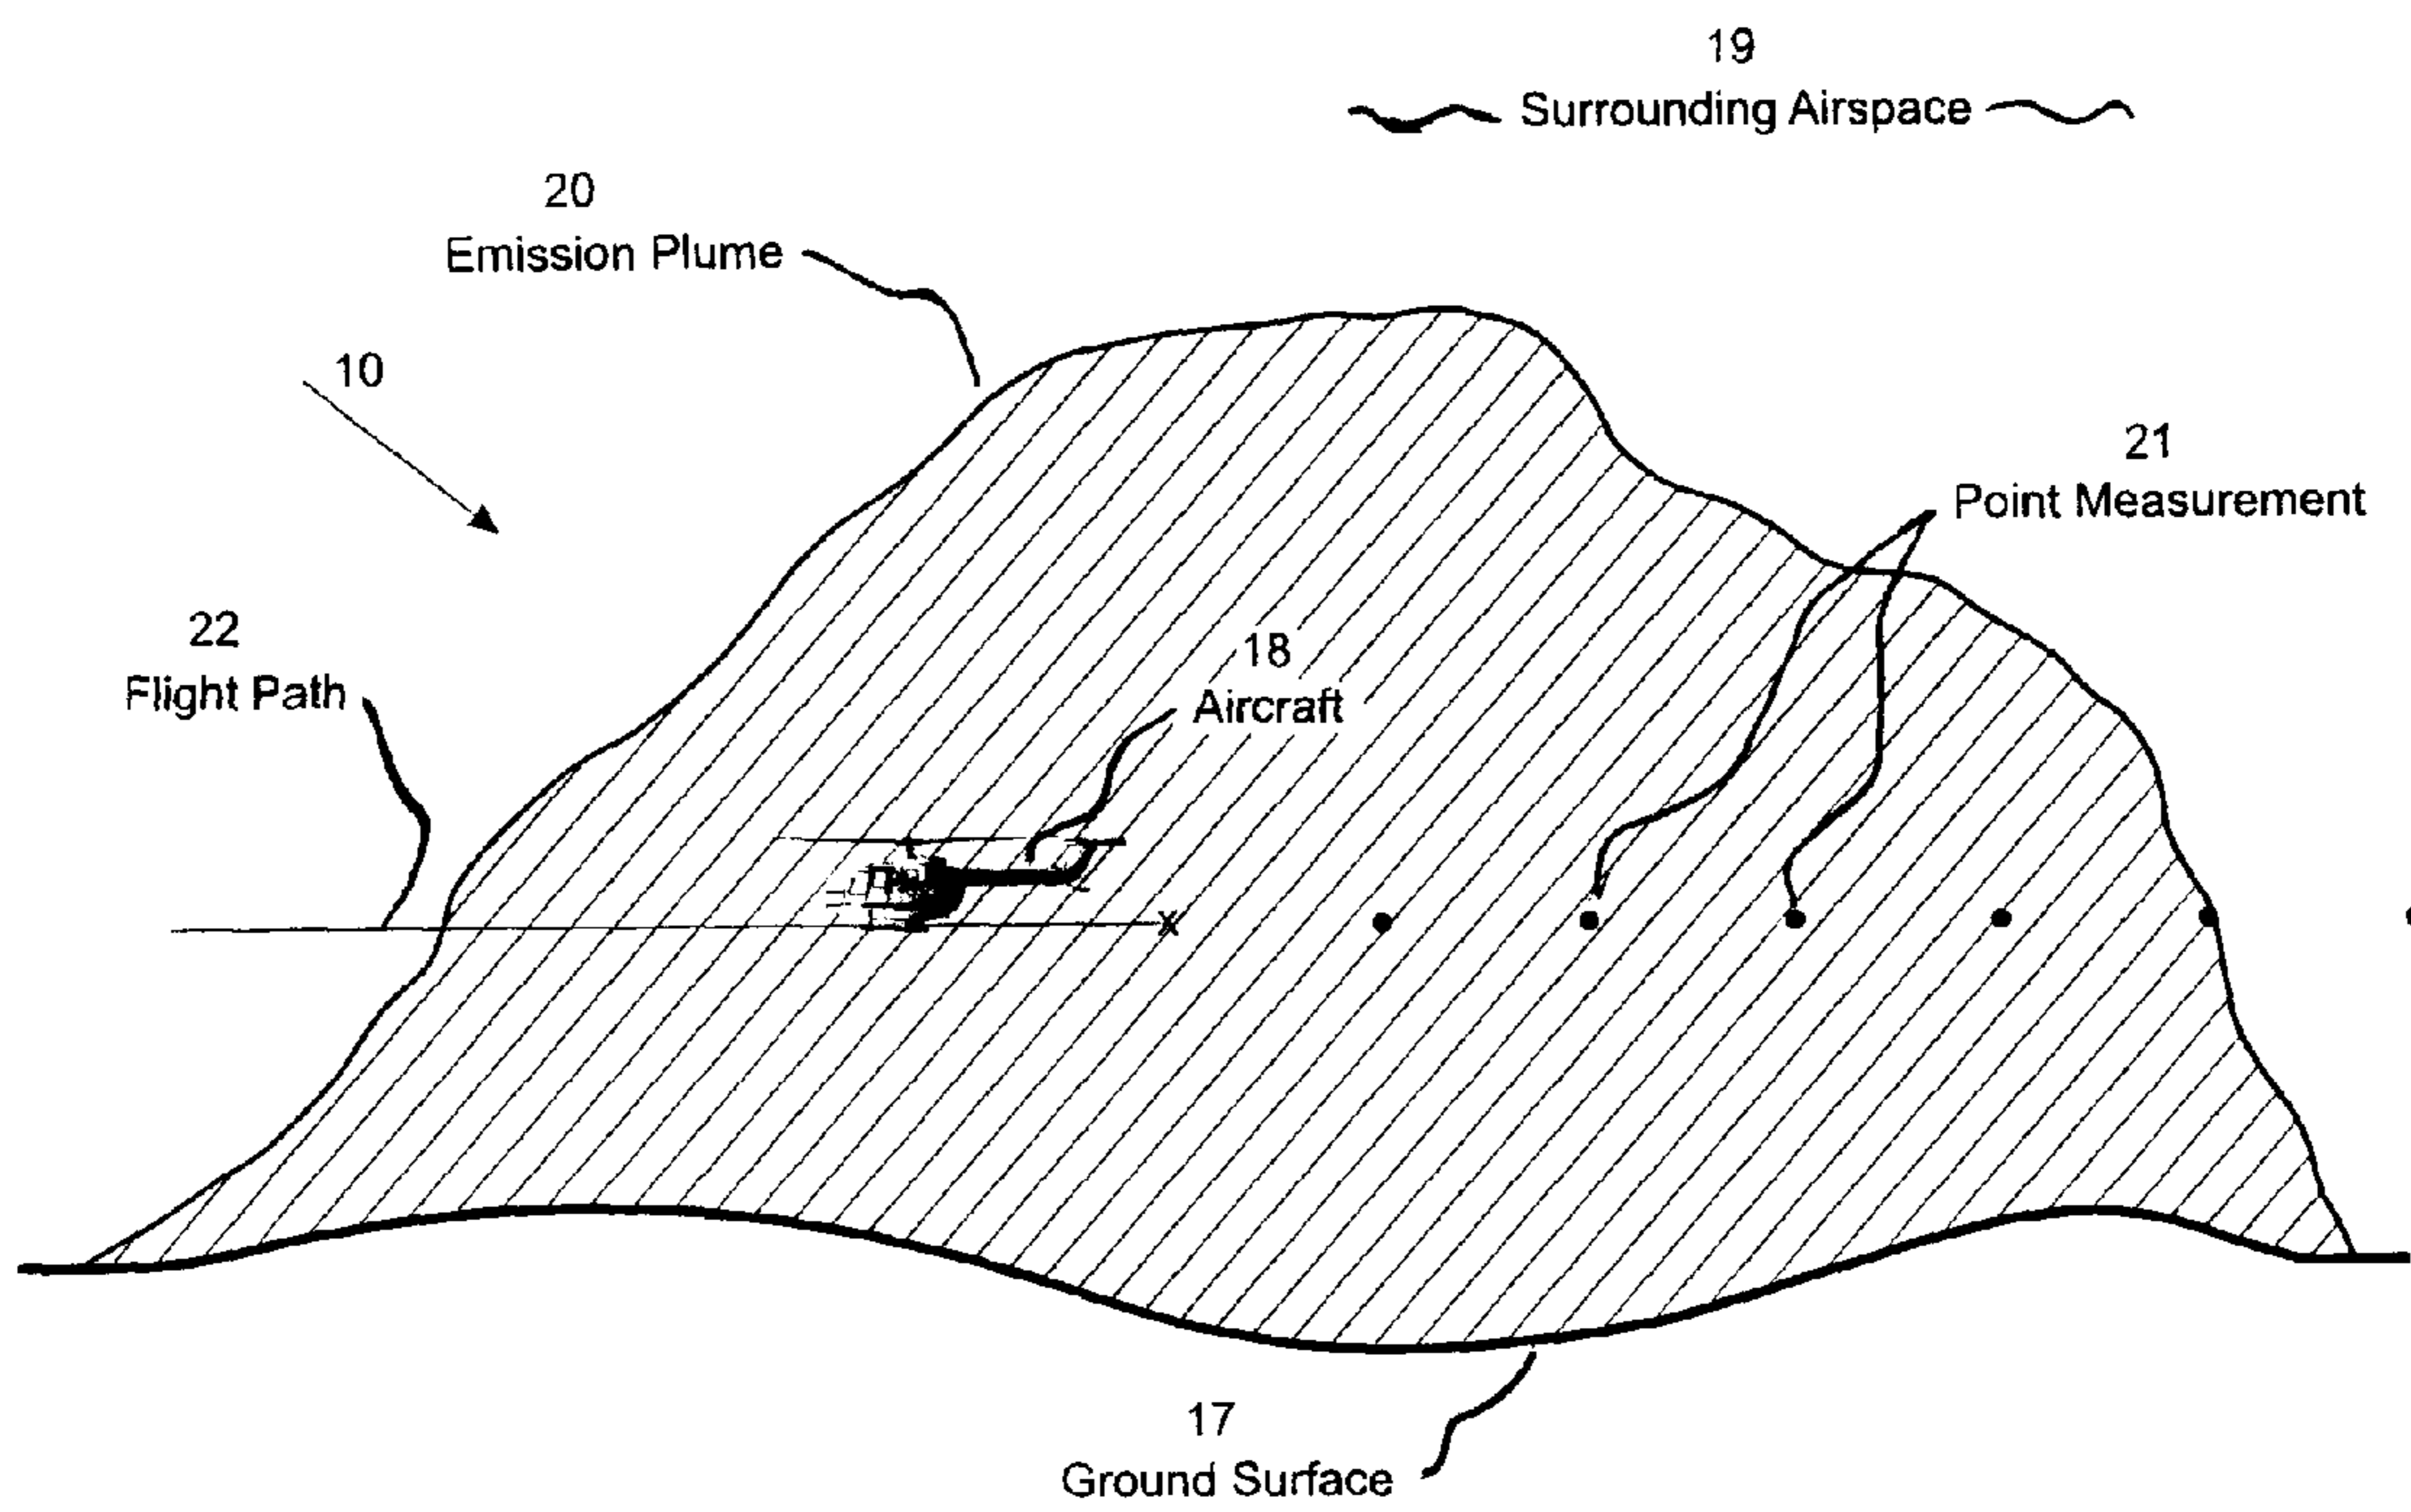 19
Surrounding Airspace
20
Emission Plume
10
21
Point Measurement
22
Flight Path
18
Aircraft
X
17
Ground Surface